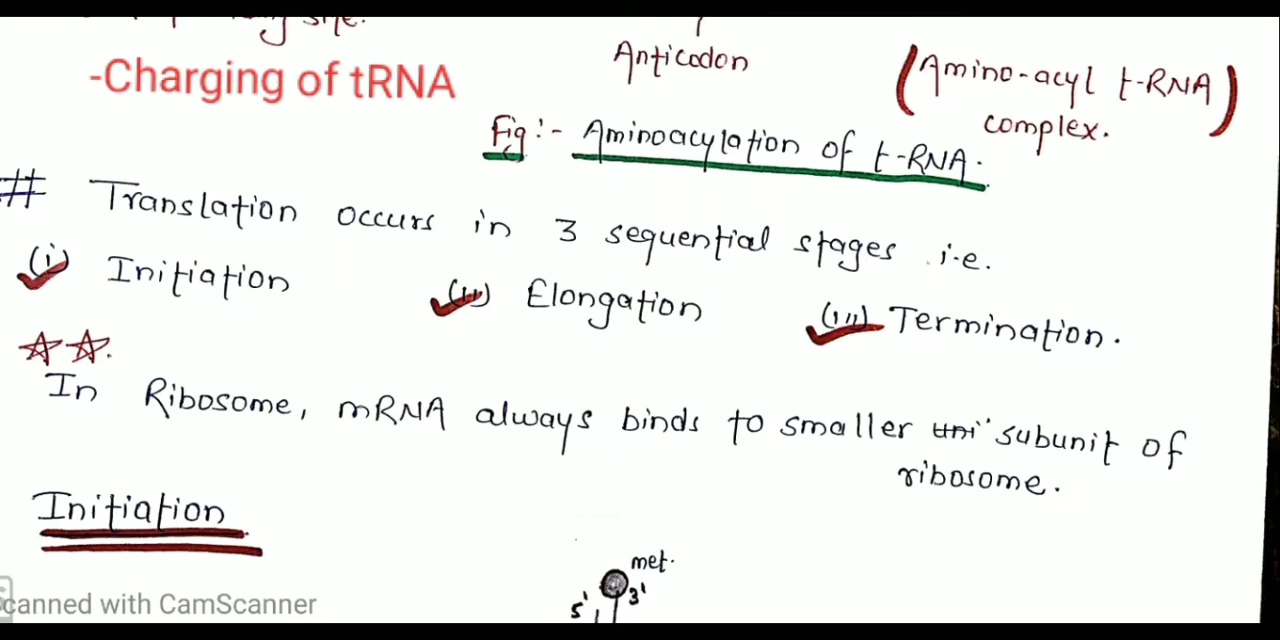 site.
Anticodon
-Charging of tRNA
(Amino-acyl t-RNA)
complex.
Fig:- Aminoacylation of t-RNA.
# Translation occurs in 3 sequential stages i.e.
(i) Initiation (ii) Elongation (iii) Termination.
In Ribosome, mRNA always binds to smaller subunit of
ribosome.
Initiation
met.
5' 3'
canned with CamScanner